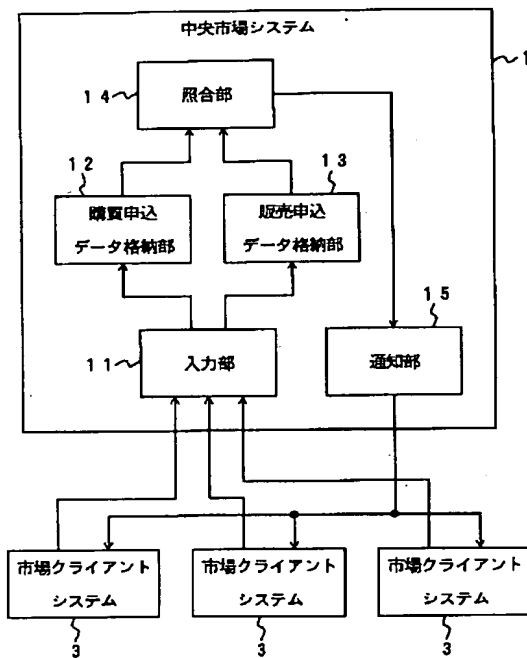 中央市場システム
1
14
照合部
12
購買申込
データ格納部
13
販売申込
データ格納部
15
11
入力部
通知部
市場クライアント
システム
3
市場クライアント
システム
3
市場クライアント
システム
3